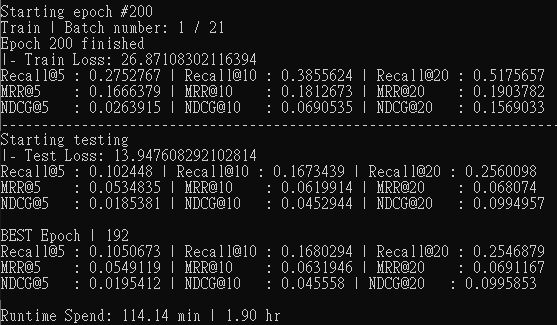 Starting epoch #200
Train | Batch number: 1 / 21
Epoch 200 finished
|- Train Loss: 26.87108302116394
Recall@5 : 0.2752767 | Recall@10 : 0.3855624 | Recall@20 : 0.5175657
MRR@5 : 0.1666379 | MRR@10 : 0.1812673 | MRR@20 : 0.1903782
NDCG@5 : 0.0263915 | NDCG@10 : 0.0690535 | NDCG@20 : 0.1569033
Starting testing
|- Test Loss: 13.947608292102814
Recall@5 : 0.102448 | Recall@10 : 0.1673439 | Recall@20 : 0.2560098
MRR@5 : 0.0534835 | MRR@10 : 0.0619914 | MRR@20 : 0.068074
NDCG@5 : 0.0185381 | NDCG@10 : 0.0452944 | NDCG@20 : 0.0994957
BEST Epoch | 192
Recall@5 : 0.1050673 | Recall@10 : 0.1680294 | Recall@20 : 0.2546879
MRR@5 : 0.0549119 | MRR@10 : 0.0631946 | MRR@20 : 0.0691167
NDCG@5 : 0.0195412 | NDCG@10 : 0.045558 | NDCG@20 : 0.0995853
Runtime Spend: 114.14 min | 1.90 hr